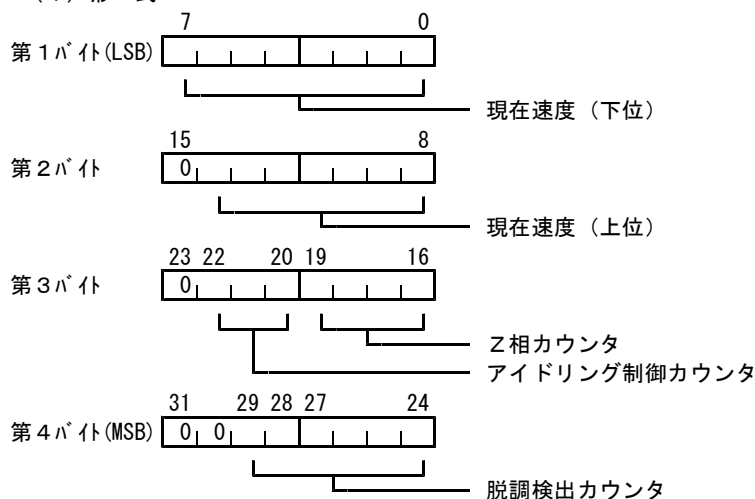 7 0
第１ﾊﾞｲﾄ(LSB)
現在速度（下位）
15 8
第２ﾊﾞｲﾄ 0
現在速度（上位）
23 22 20 19 16
第３ﾊﾞｲﾄ 0
Ｚ相カウンタ
アイドリング制御カウンタ
31 29 28 27 24
第４ﾊﾞｲﾄ(MSB) 0 0
脱調検出カウンタ